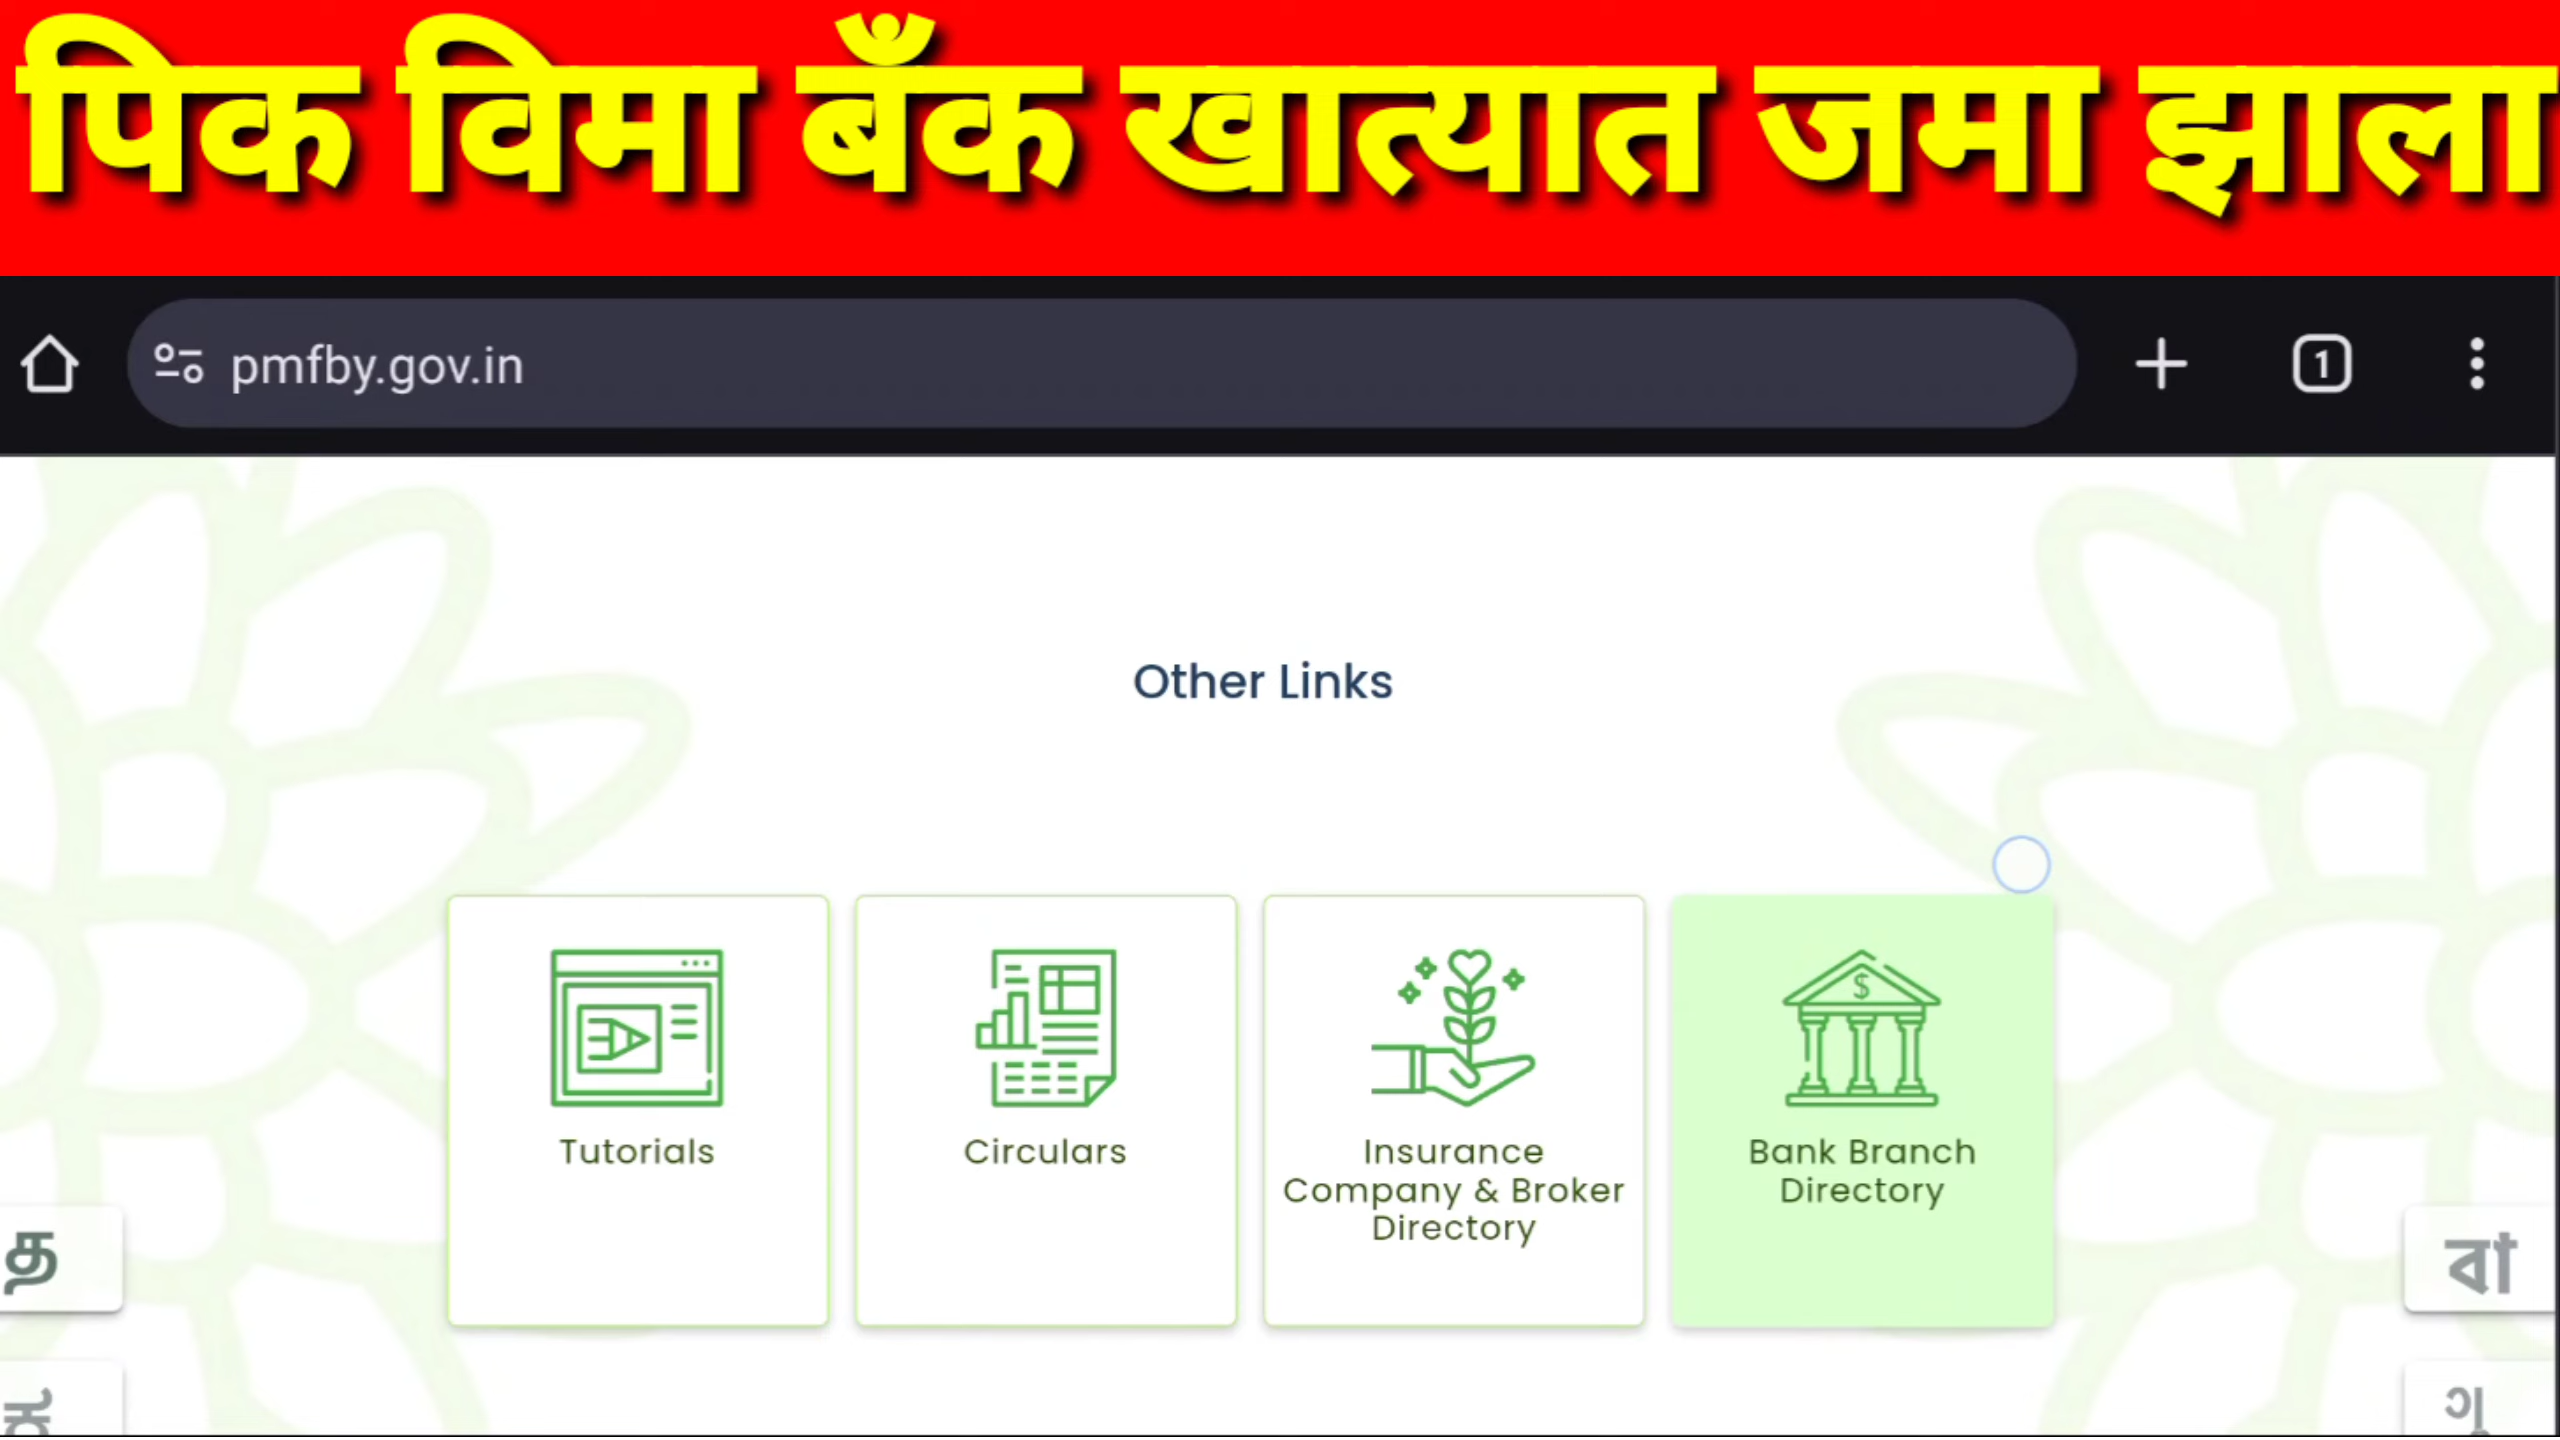 पिक विमा बँक खात्यात जमा झाला
pmfby.gov.in
1
Other Links
Tutorials
Circulars
Insurance
Company & Broker
Directory
Bank Branch
Directory
த
বা